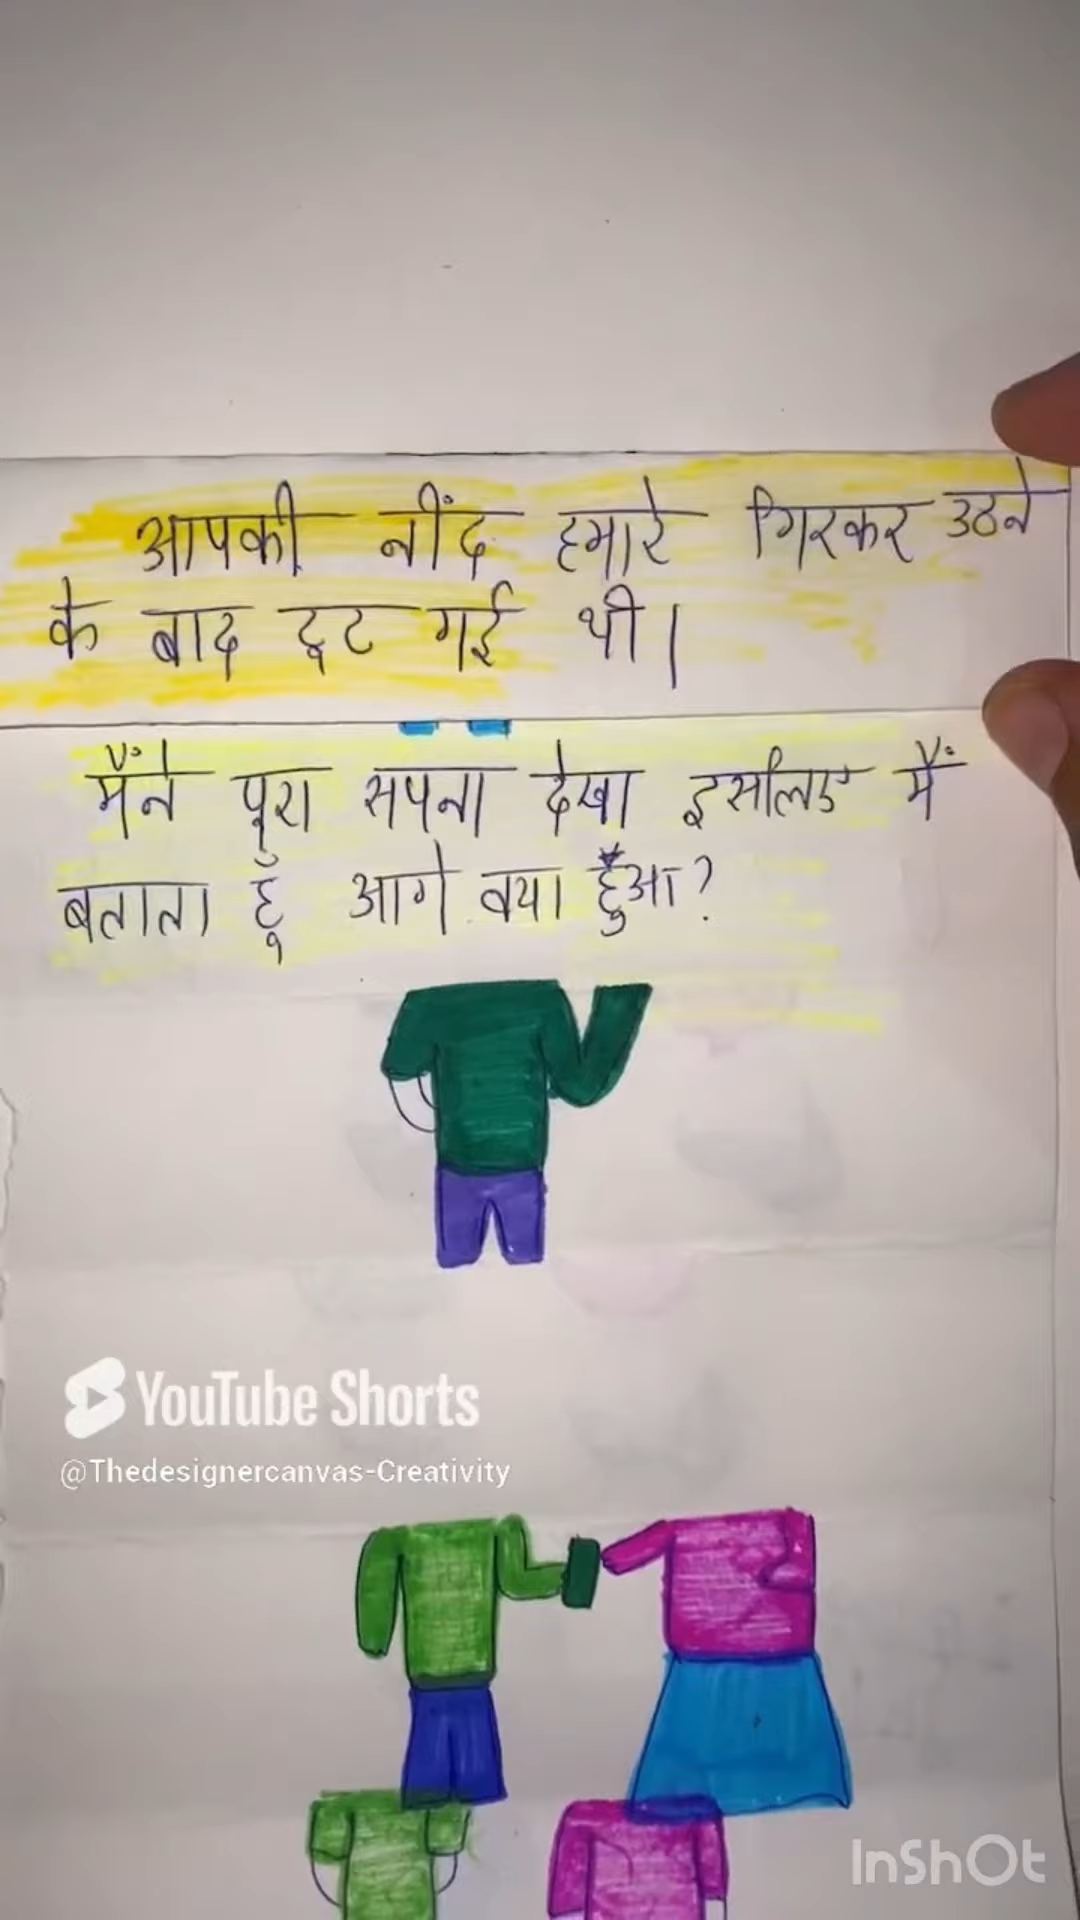 आपकी नींद हमारे गिरकर उठने
के बाद टूट गई थी।
मैंने पूरा सपना देखा इसलिए मैं
बताता हूँ आगे क्या हुँआ?
YouTube Shorts
@Thedesignercanvas-Creativity
InShOt